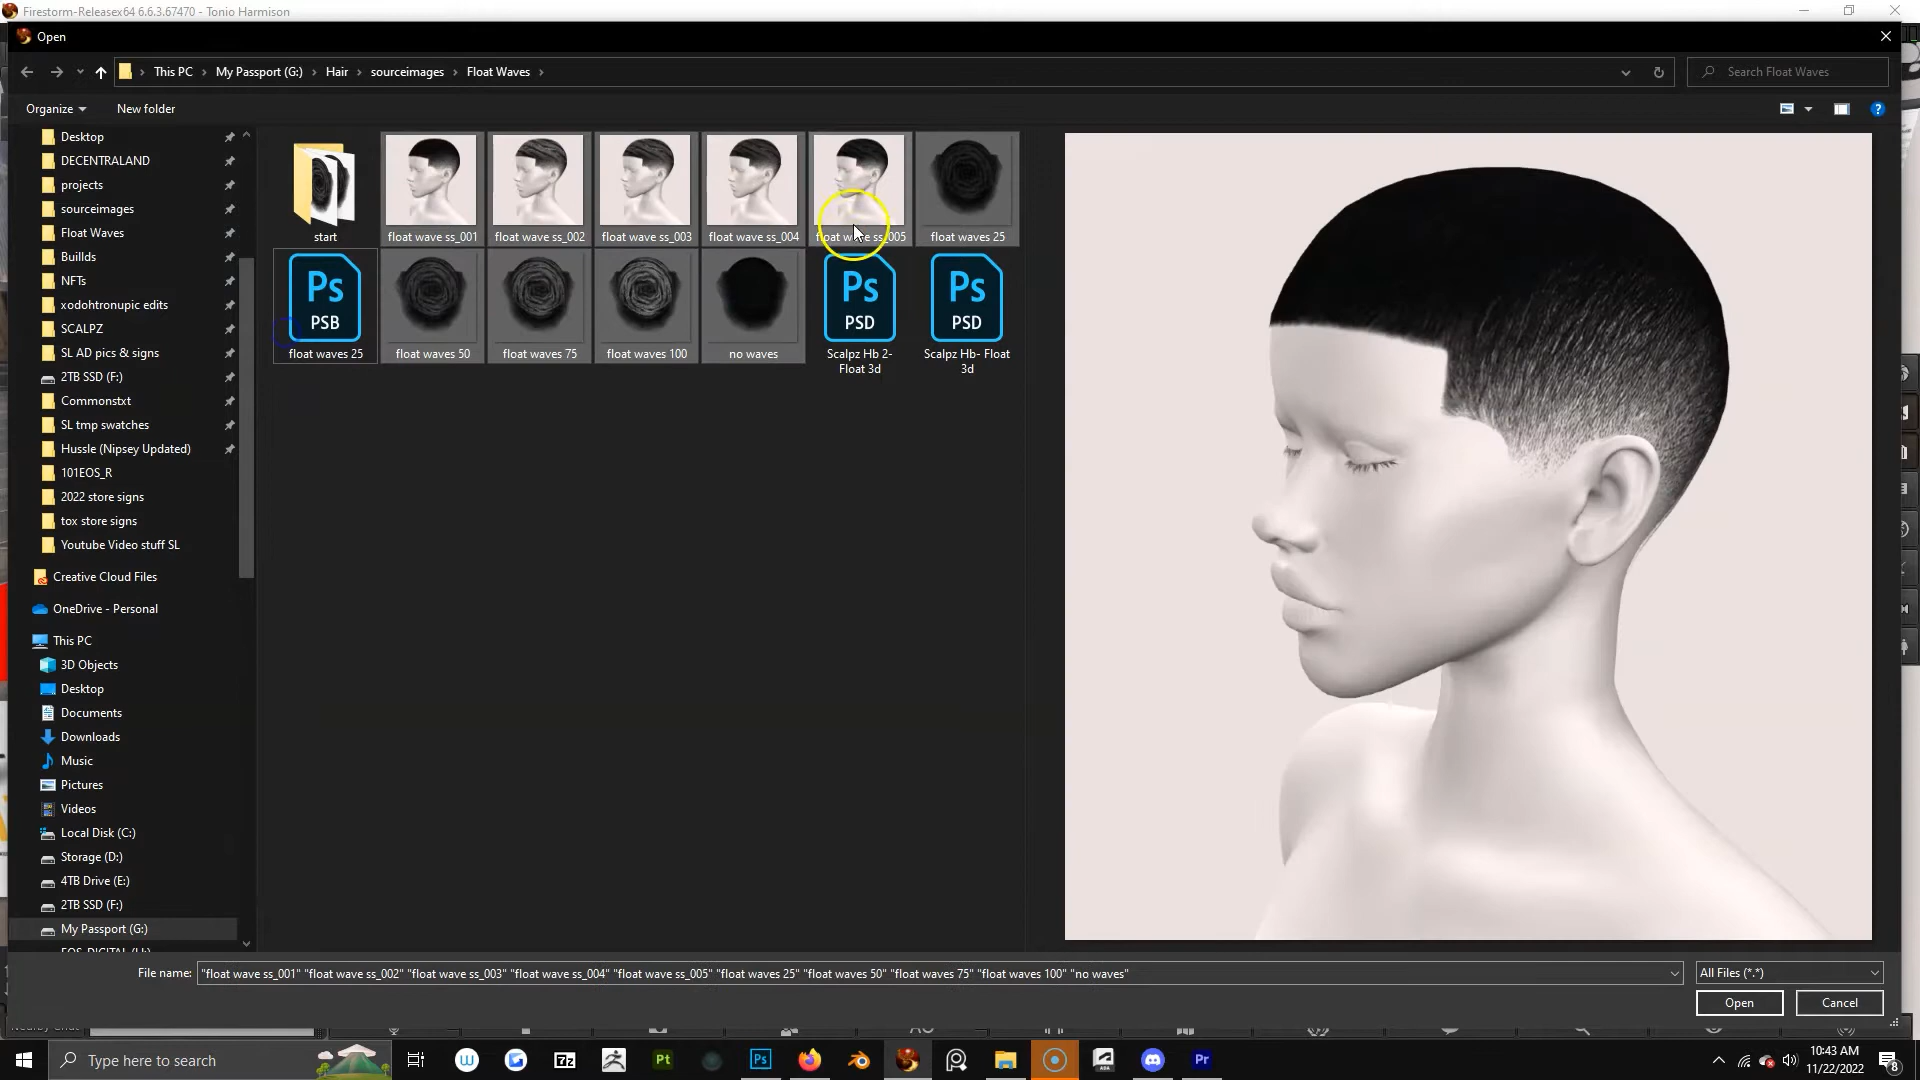 Firestorm-Releasex64 6.6.3.67470 - Tonio Harmison
Open
This PC > My Passport (G:) > Hair > sourceimages > Float Waves >
Search Float Waves
Organize
New folder
Desktop
DECENTRALAND
projects
sourceimages
Float Waves
Buillds
NFTs
xodohtronupic edits
SCALPZ
SL AD pics & signs
2TB SSD (F:)
Commonstxt
SL tmp swatches
Hussle (Nipsey Updated)
101EOS_R
2022 store signs
tox store signs
Youtube Video stuff SL
Creative Cloud Files
OneDrive - Personal
This PC
3D Objects
Desktop
Documents
Downloads
Music
Pictures
Videos
Local Disk (C:)
Storage (D:)
4TB Drive (E:)
2TB SSD (F:)
My Passport (G:)
start
float wave ss_001
float wave ss_002
float wave ss_003
float wave ss_004
float wave ss_005
float waves 25
Ps
PSB
Ps
PSD
Ps
PSD
float waves 25
float waves 50
float waves 75
float waves 100
no waves
Scalpz Hb 2-
Float 3d
Scalpz Hb- Float
3d
File name:
"float wave ss_001" "float wave ss_002" "float wave ss_003" "float wave ss_004" "float wave ss_005" "float waves 25" "float waves 50" "float waves 75" "float waves 100" "no waves"
All Files (*.*)
Open
Cancel
Type here to search
7z
Pt
Ps
Pr
10:43 AM
11/22/2022
8